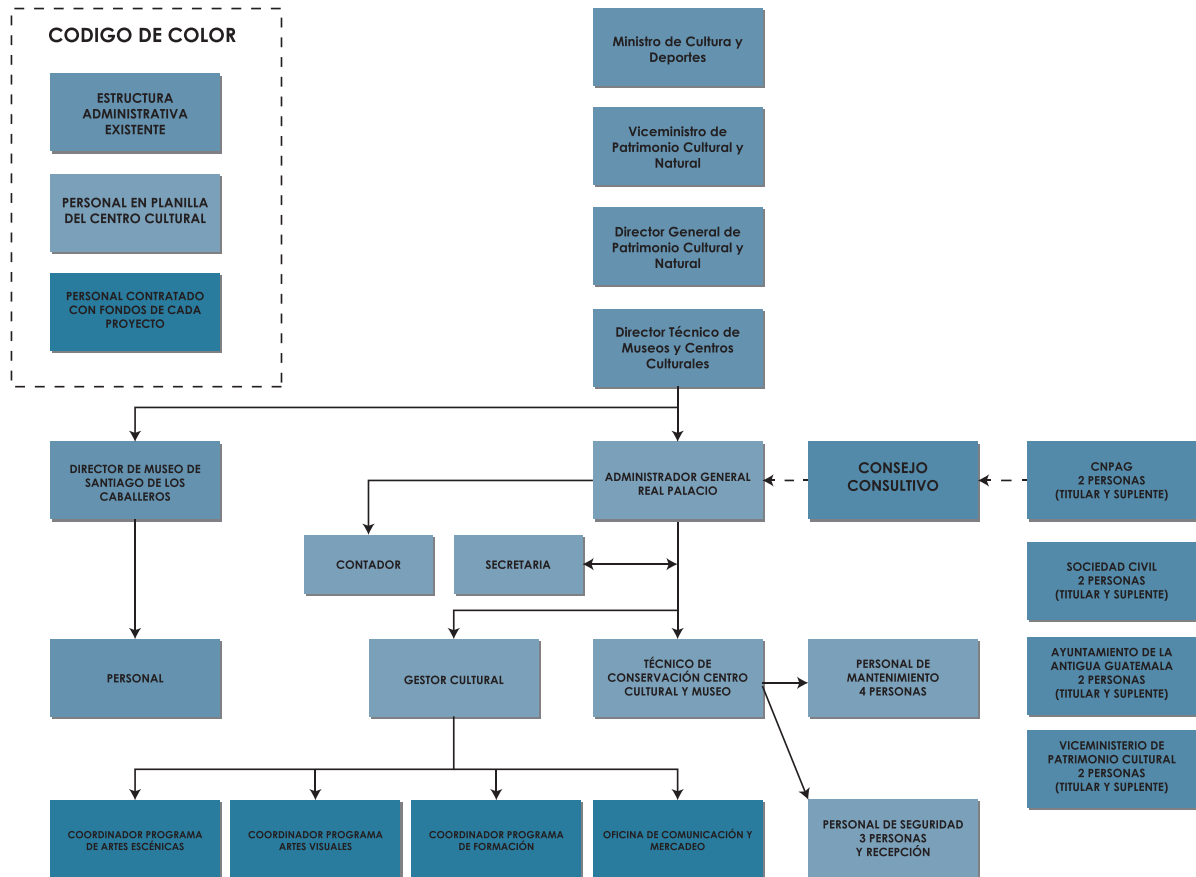 CODIGO DE COLOR
ESTRUCTURA
ADMINISTRATIVA
EXISTENTE
PERSONAL EN PLANILLA
DEL CENTRO CULTURAL
PERSONAL CONTRATADO
CON FONDOS DE CADA
PROYECTO
Ministro de Cultura y
Deportes
Viceministro de
Patrimonio Cultural y
Natural
Director General de
Patrimonio Cultural y
Natural
Director Técnico de
Museos y Centros
Culturales
DIRECTOR DE MUSEO DE
SANTIAGO DE LOS
CABALLEROS
ADMINISTRADOR GENERAL
REAL PALACIO
CONSEJO
CONSULTIVO
CNPAG
2 PERSONAS
(TITULAR Y SUPLENTE)
CONTADOR
SECRETARIA
SOCIEDAD CIVIL
2 PERSONAS
(TITULAR Y SUPLENTE)
PERSONAL
GESTOR CULTURAL
TÉCNICO DE
CONSERVACIÓN CENTRO
CULTURAL Y MUSEO
PERSONAL DE
MANTENIMIENTO
4 PERSONAS
AYUNTAMIENTO DE LA
ANTIGUA GUATEMALA
2 PERSONAS
(TITULAR Y SUPLENTE)
VICEMINISTERIO DE
PATRIMONIO CULTURAL
2 PERSONAS
(TITULAR Y SUPLENTE)
COORDINADOR PROGRAMA
DE ARTES ESCÉNICAS
COORDINADOR PROGRAMA
ARTES VISUALES
COORDINADOR PROGRAMA
DE FORMACIÓN
OFICINA DE COMUNICACIÓN Y
MERCADEO
PERSONAL DE SEGURIDAD
3 PERSONAS
Y RECEPCIÓN